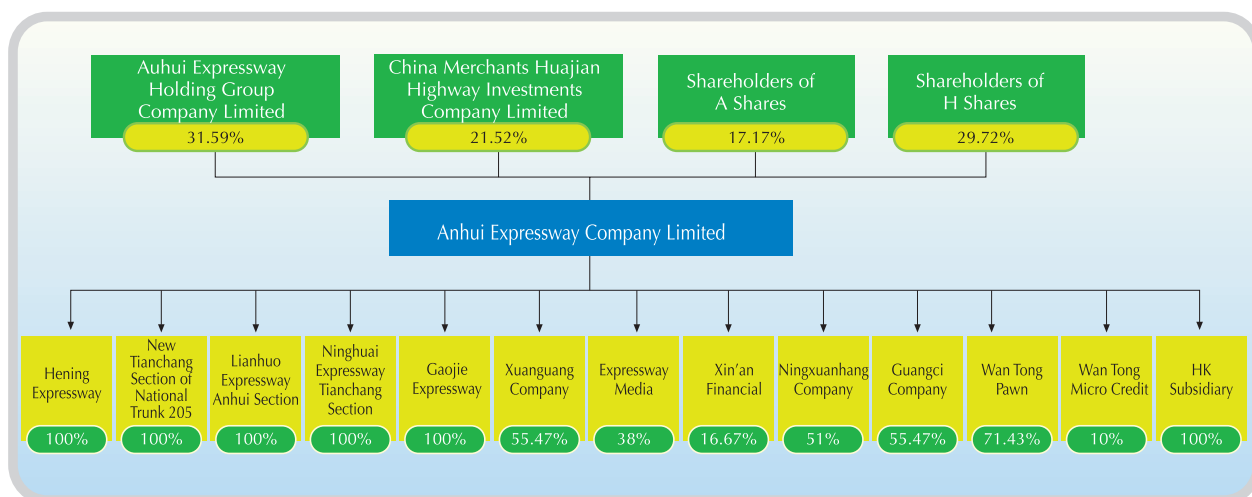 Auhui Expressway
Holding Group
Company Limited
31.59%
China Merchants Huajian
Highway Investments
Company Limited
21.52%
Shareholders of
A Shares
17.17%
Shareholders of
H Shares
29.72%
Anhui Expressway Company Limited
Hening
Expressway
100%
New
Tianchang
Section of
National
Trunk 205
100%
Lianhuo
Expressway
Anhui Section
100%
Ninghuai
Expressway
Tianchang
Section
100%
Gaojie
Expressway
100%
Xuanguang
Company
55.47%
Expressway
Media
38%
Xin’an
Financial
16.67%
Ningxuanhang
Company
51%
Guangci
Company
55.47%
Wan Tong
Pawn
71.43%
Wan Tong
Micro Credit
10%
HK
Subsidiary
100%